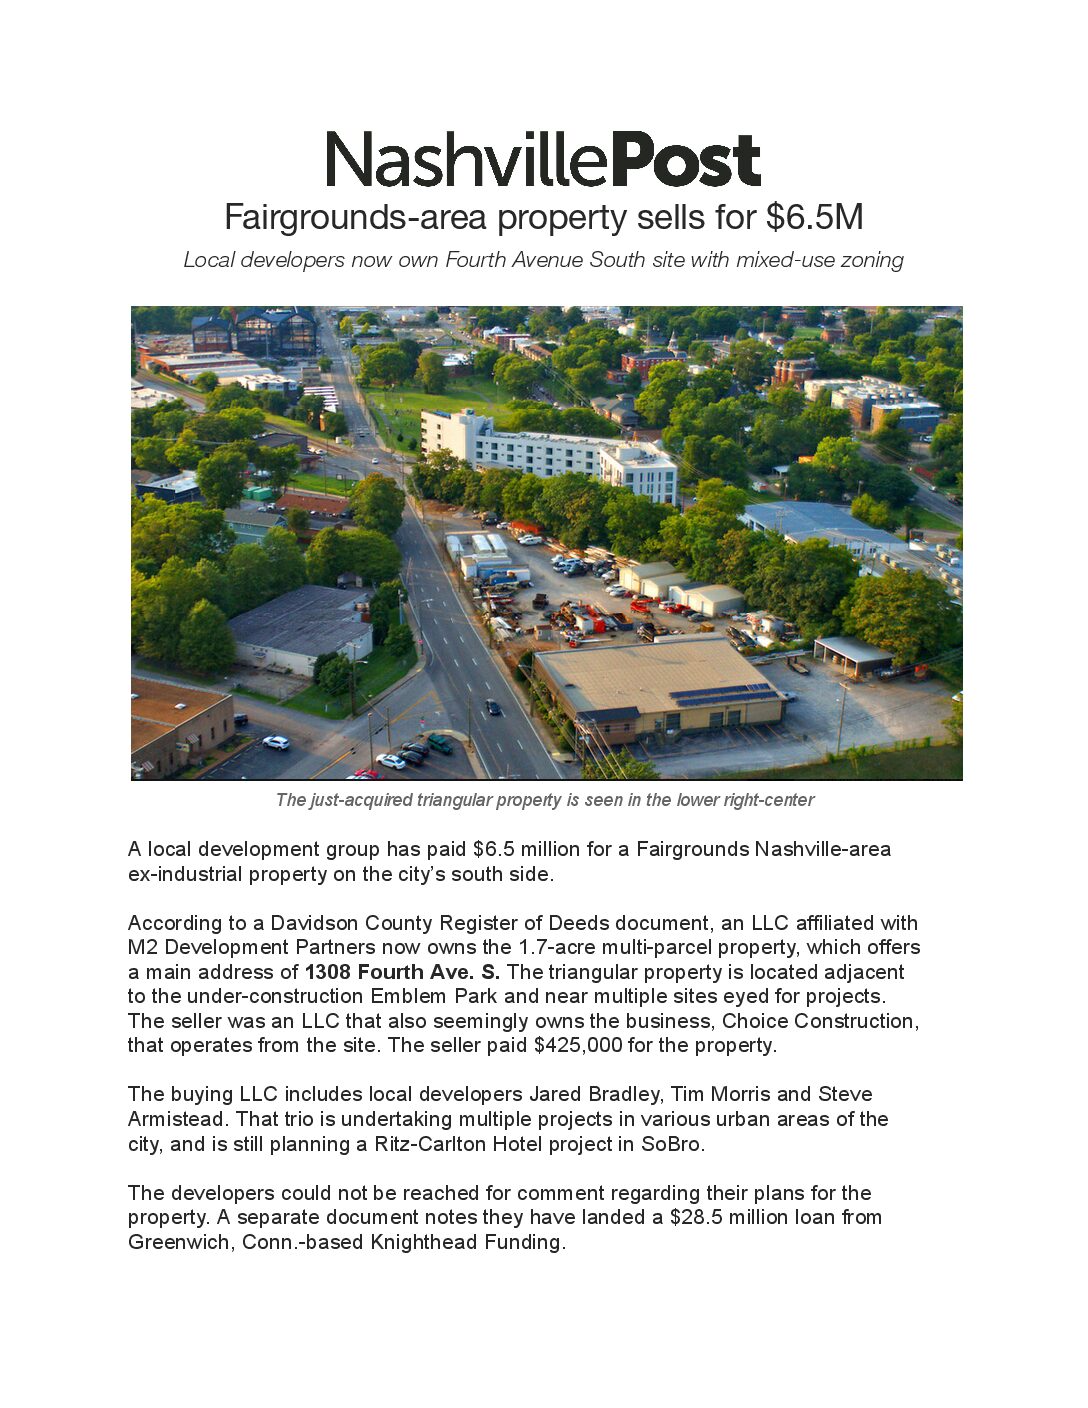 NashvillePost
Fairgrounds-area property sells for $6.5M
Local developers now own Fourth Avenue South site with mixed-use zoning
The just-acquired triangular property is seen in the lower right-center
A local development group has paid $6.5 million for a Fairgrounds Nashville-area
ex-industrial property on the city’s south side.
According to a Davidson County Register of Deeds document, an LLC affiliated with
M2 Development Partners now owns the 1.7-acre multi-parcel property, which offers
a main address of 1308 Fourth Ave. S. The triangular property is located adjacent
to the under-construction Emblem Park and near multiple sites eyed for projects.
The seller was an LLC that also seemingly owns the business, Choice Construction,
that operates from the site. The seller paid $425,000 for the property.
The buying LLC includes local developers Jared Bradley, Tim Morris and Steve
Armistead. That trio is undertaking multiple projects in various urban areas of the
city, and is still planning a Ritz-Carlton Hotel project in SoBro.
The developers could not be reached for comment regarding their plans for the
property. A separate document notes they have landed a $28.5 million loan from
Greenwich, Conn.-based Knighthead Funding.